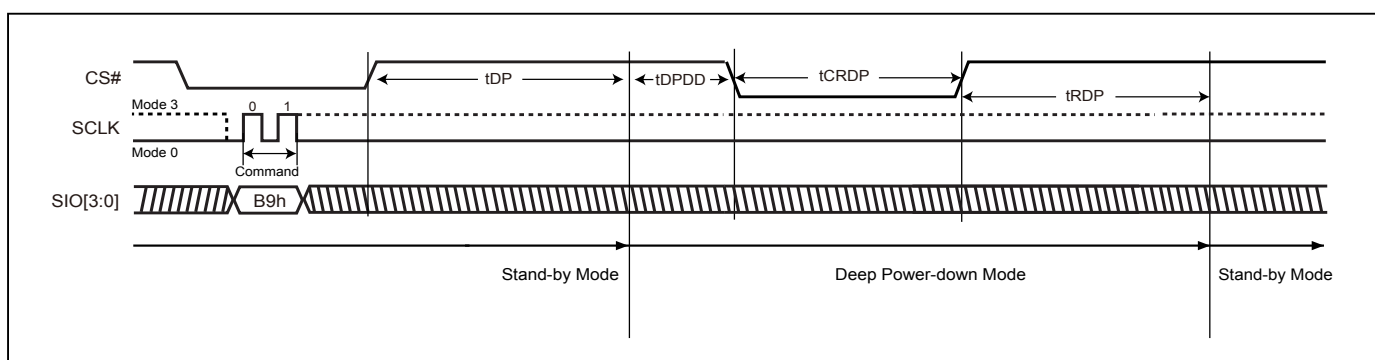 CS#
tDP
tDPDD
tCRDP
tRDP
Mode 3
0 1
SCLK
Mode 0
Command
SIO[3:0]
B9h
Stand-by Mode
Deep Power-down Mode
Stand-by Mode